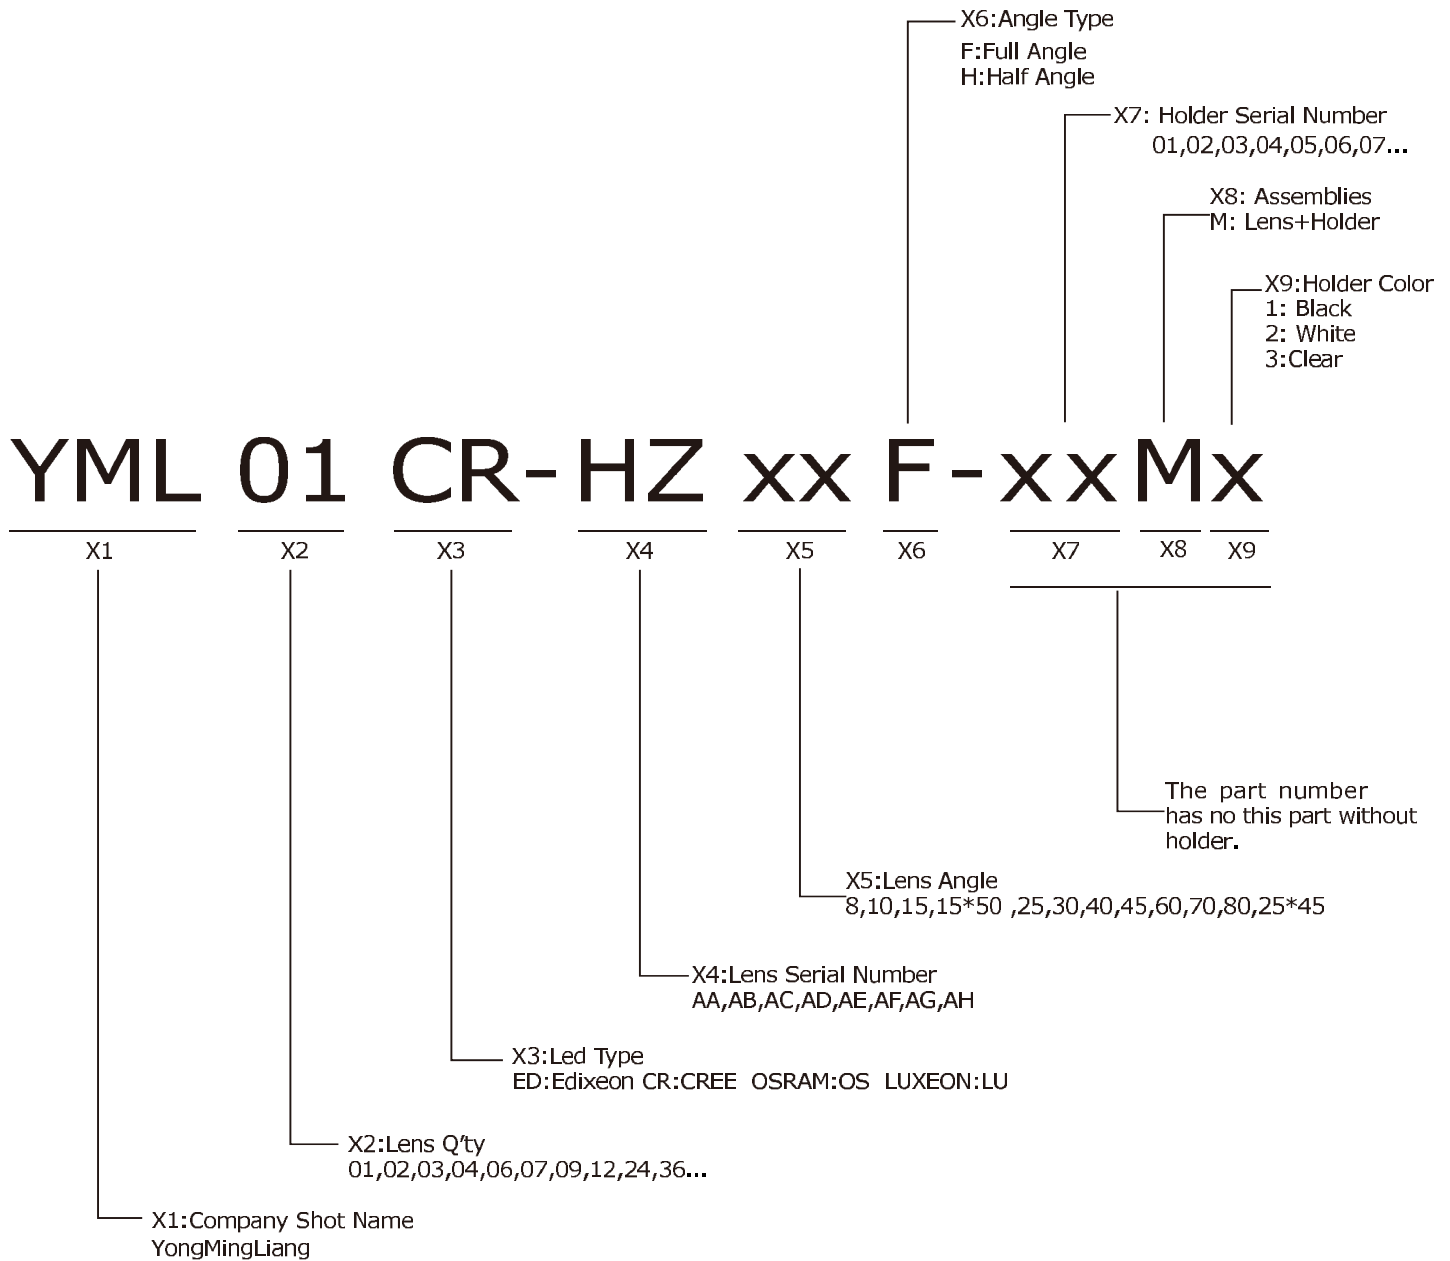 X6:Angle Type
F:Full Angle
H:Half Angle
X7: Holder Serial Number
01,02,03,04,05,06,07...
X8: Assemblies
M: Lens+Holder
X9:Holder Color
1: Black
2: White
3:Clear
YML 01 CR-HZ xx F-xxMx
X1 X2 X3 X4 X5 X6 X7 X8 X9
The part number
has no this part without
holder.
X5:Lens Angle
8,10,15,15*50 ,25,30,40,45,60,70,80,25*45
X4:Lens Serial Number
AA,AB,AC,AD,AE,AF,AG,AH
X3:Led Type
ED:Edixeon CR:CREE OSRAM:OS LUXEON:LU
X2:Lens Q'ty
01,02,03,04,06,07,09,12,24,36...
X1:Company Shot Name
YongMingLiang